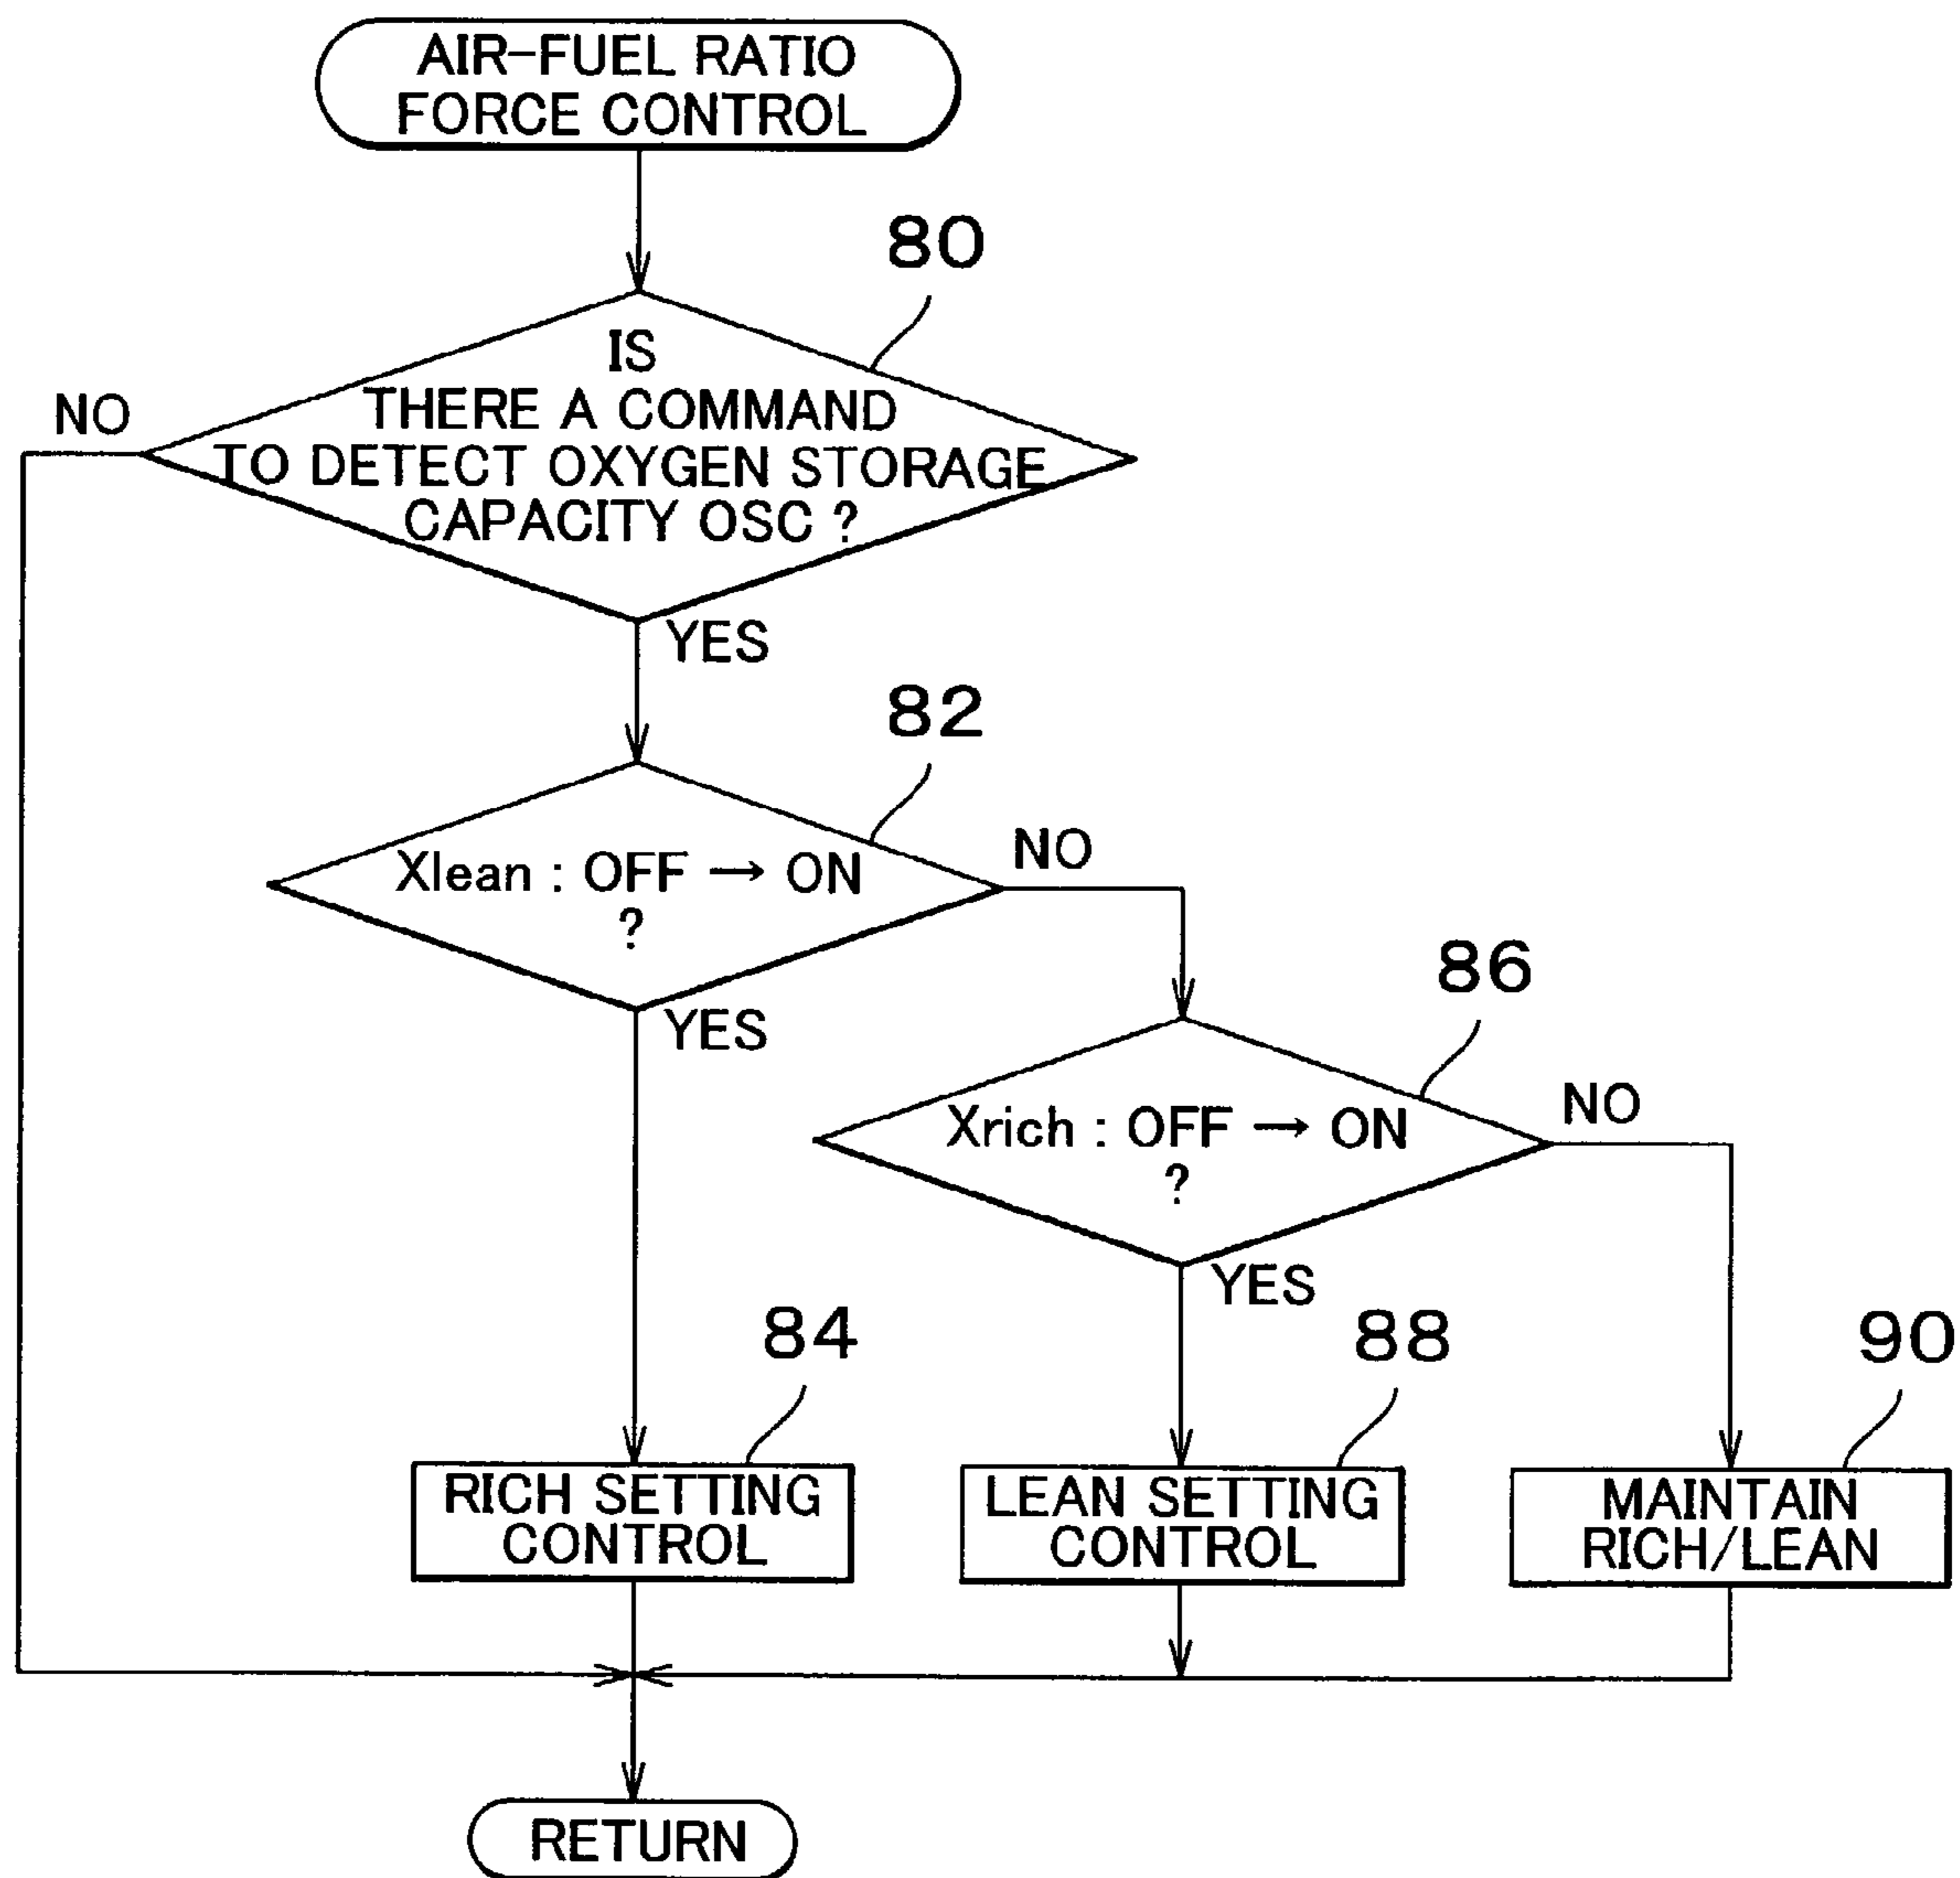 AIR-FUEL RATIO
FORCE CONTROL
80
IS
THERE A COMMAND
TO DETECT OXYGEN STORAGE
CAPACITY OSC ?
NO
YES
82
Xlean : OFF → ON
?
NO
YES
86
Xrich : OFF → ON
?
NO
YES
84
RICH SETTING
CONTROL
88
LEAN SETTING
CONTROL
90
MAINTAIN
RICH/LEAN
RETURN